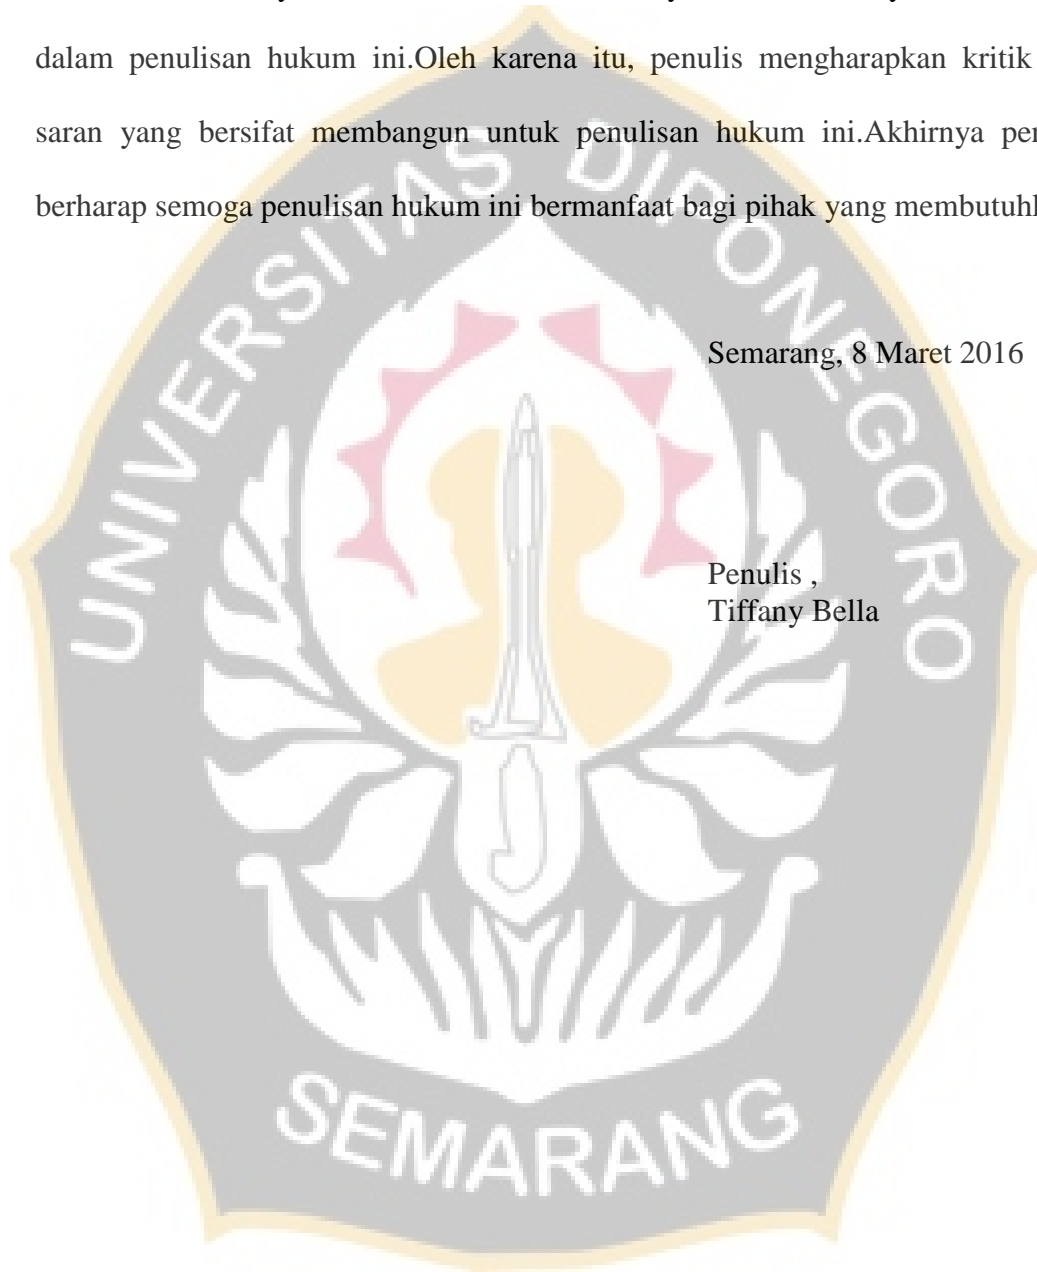 dalam penulisan hukum ini.Oleh karena itu, penulis mengharapkan kritik
saran yang bersifat membangun untuk penulisan hukum ini.Akhirnya
berharap semoga penulisan hukum ini bermanfaat bagi pihak yang
Semarang, 8 Maret 2016
Penulis ,
Tiffany Bella
UNIVERSITAS DIPONEGORO
SEMARANG